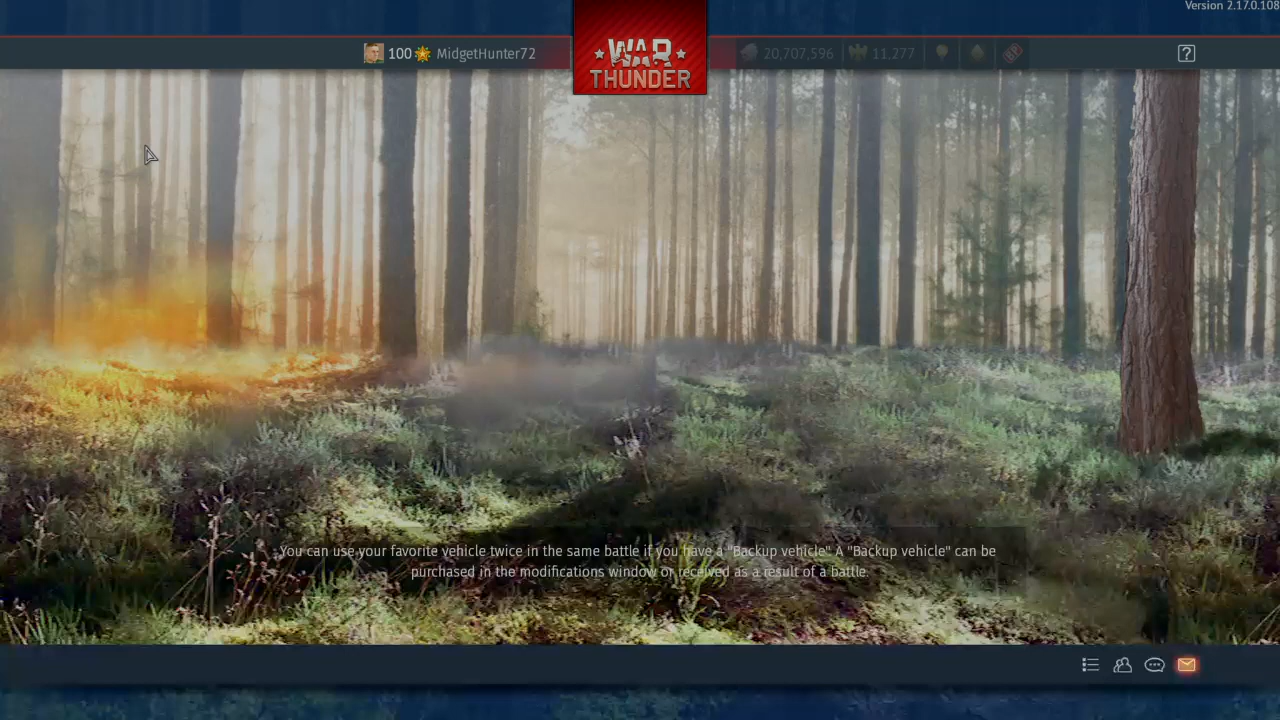 Version 2.17.0.108
100 MidgetHunter72
WAR
THUNDER
20,707,596
11,277
?
You can use your favorite vehicle twice in the same battle if you have a "Backup vehicle". A "Backup vehicle" can be
purchased in the modifications window or received as a result of a battle.